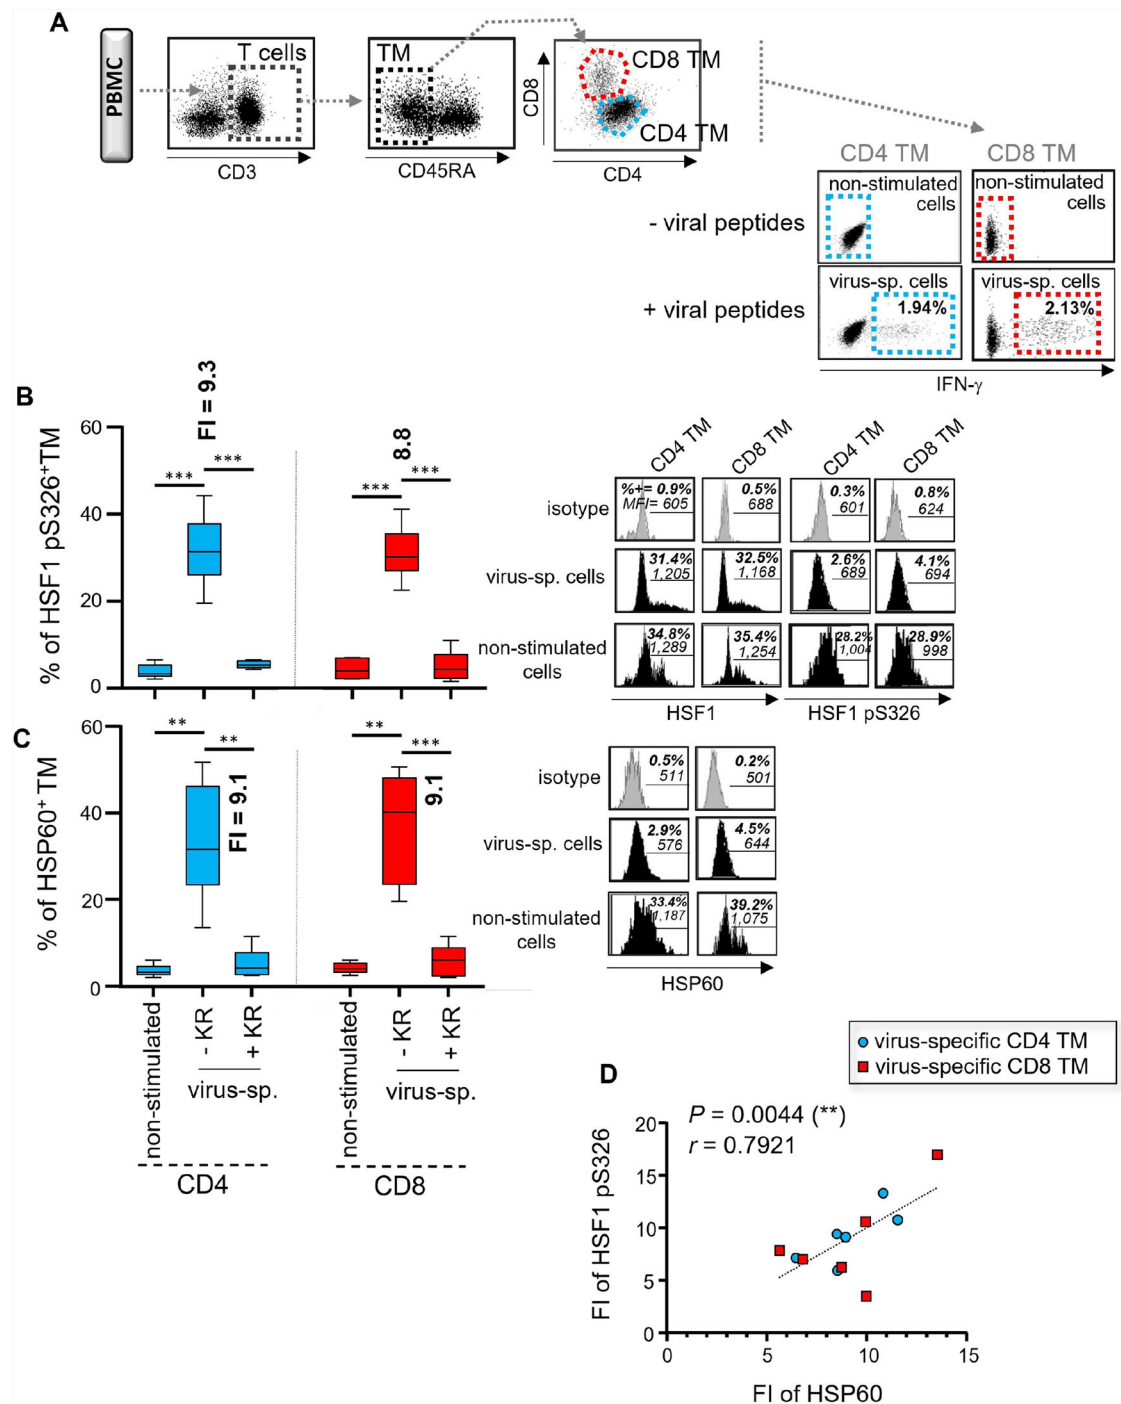 A
PBMC
T cells
CD3
TM
CD45RA
CD8 TM
CD4 TM
CD8
CD4
CD4 TM
CD8 TM
non-stimulated
cells
non-stimulated
cells
- viral peptides
virus-sp. cells
1.94%
virus-sp. cells
2.13%
+ viral peptides
IFN-γ
B
% of HSF1 pS326⁺TM
60
40
20
0
FI = 9.3
8.8
***
***
***
***
CD4 TM
CD8 TM
CD4 TM
CD8 TM
isotype
%+= 0.9%
MFI= 605
0.5%
688
0.3%
601
0.8%
624
virus-sp. cells
31.4%
1,205
32.5%
1,168
2.6%
689
4.1%
694
non-stimulated
cells
34.8%
1,289
35.4%
1,254
28.2%
1,004
28.9%
998
HSF1
HSF1 pS326
C
% of HSP60⁺ TM
60
40
20
0
**
**
**
***
FI = 9.1
9.1
non-stimulated
- KR
+ KR
virus-sp.
CD4
non-stimulated
- KR
+ KR
virus-sp.
CD8
isotype
0.5%
511
0.2%
501
virus-sp. cells
2.9%
576
4.5%
644
non-stimulated
cells
33.4%
1,187
39.2%
1,075
HSP60
virus-specific CD4 TM
virus-specific CD8 TM
D
P = 0.0044 (**)
r = 0.7921
FI of HSF1 pS326
20
15
10
5
0
0
5
10
15
FI of HSP60